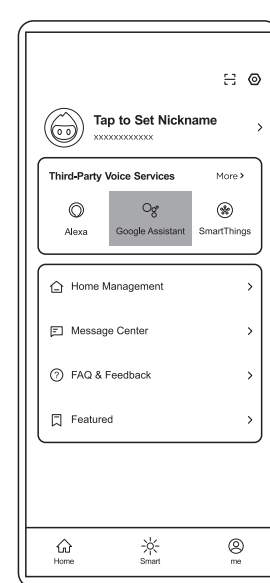 Tap to Set Nickname
xxxxxxxxxxxx
Third-Party Voice Services More
Alexa Google Assistant SmartThings
Home Management
Message Center
FAQ & Feedback
Featured
Home Smart me